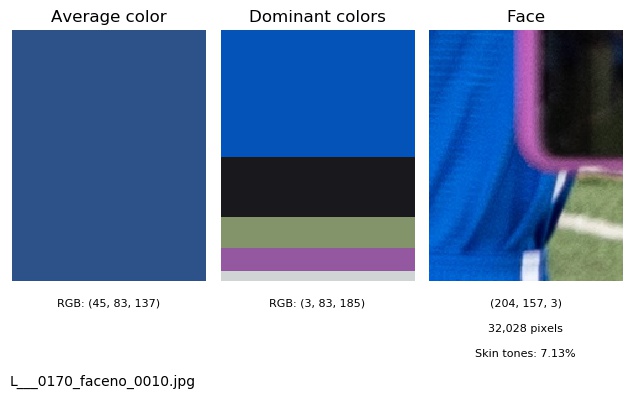 Average color
Dominant colors
Face
RGB: (45, 83, 137)
RGB: (3, 83, 185)
(204, 157, 3)
32,028 pixels
Skin tones: 7.13%
L___0170_faceno_0010.jpg